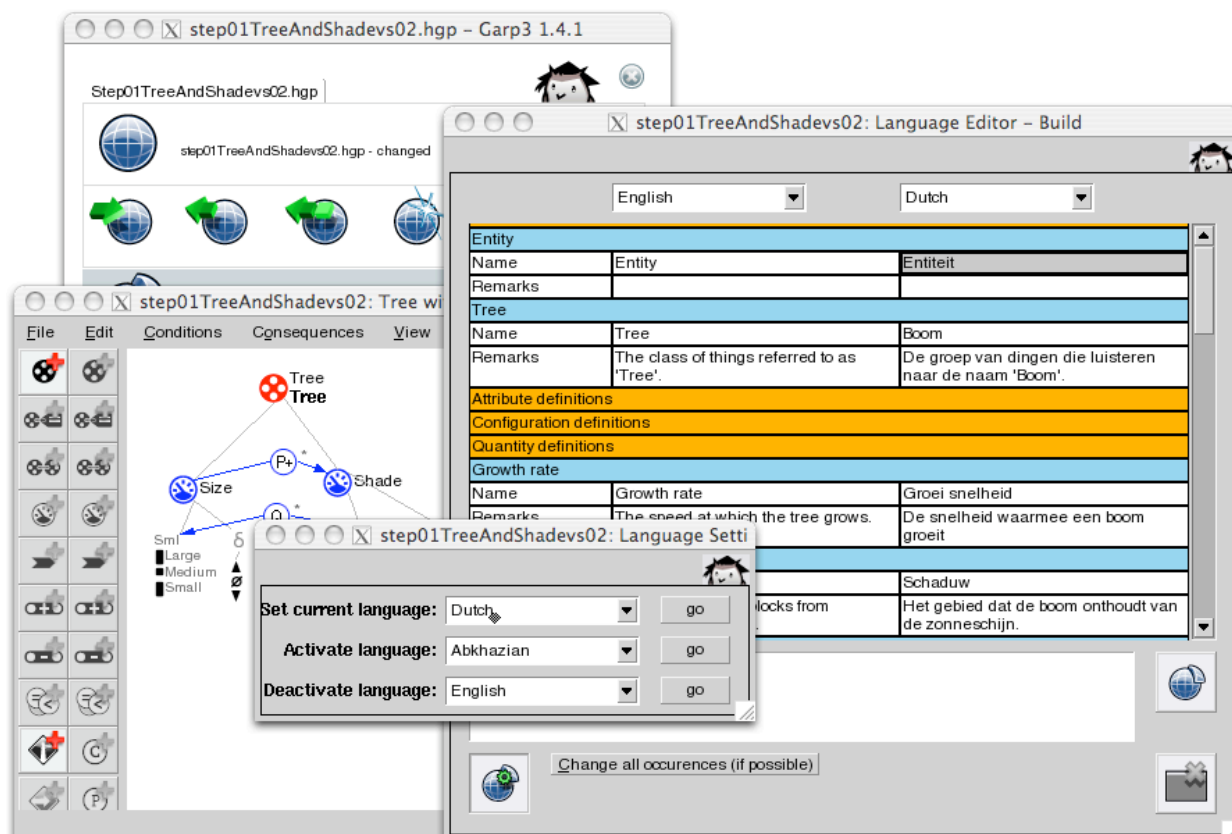 step01TreeAndShadevs02.hgp – Garp3 1.4.1
Step01TreeAndShadevs02.hgp
step01TreeAndShadevs02.hgp - changed
step01TreeAndShadevs02: Language Editor – Build
English
Dutch
Entity
Name Entity Entiteit
Remarks
Tree
Name Tree Boom
Remarks The class of things referred to as De groep van dingen die luisteren
'Tree'. naar de naam 'Boom'.
Attribute definitions
Configuration definitions
Quantity definitions
Growth rate
Name Growth rate Groei snelheid
Remarks The speed at which the tree grows. De snelheid waarmee een boom
groeit
Schaduw
locks from Het gebied dat de boom onthoudt van
de zonneschijn.
Change all occurences (if possible)
step01TreeAndShadevs02: Tree wi
File Edit Conditions Consequences View
Tree
Tree
P+ *
Size
Shade
Q *
Sml
Large
Medium
Small
δ
ø
C
P
step01TreeAndShadevs02: Language Setti
Set current language: Dutch go
Activate language: Abkhazian go
Deactivate language: English go